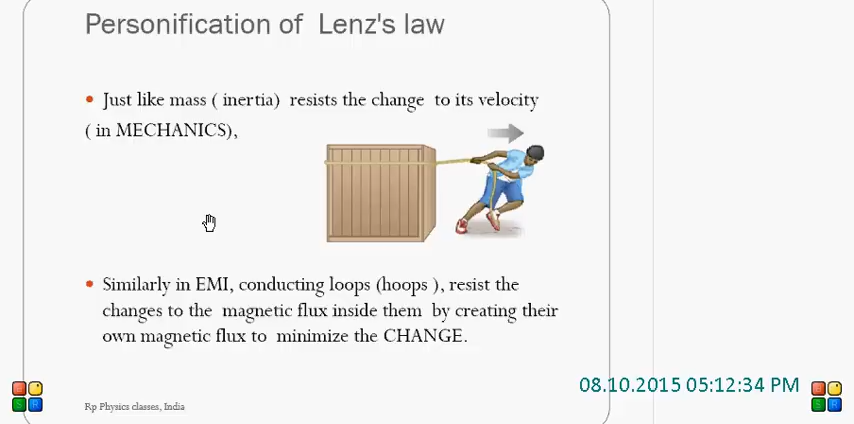 Personification of Lenz's law
Just like mass ( inertia) resists the change to its velocity
( in MECHANICS),
Similarly in EMI, conducting loops (hoops ), resist the
changes to the magnetic flux inside them by creating their
own magnetic flux to minimize the CHANGE.
08.10.2015 05:12:34 PM
Rp Physics classes, India